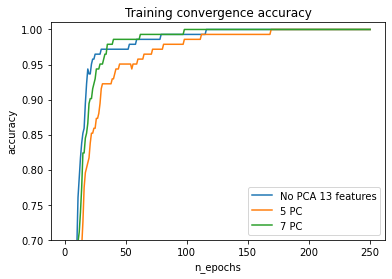 Training convergence accuracy
accuracy
1.00
0.95
0.90
0.85
0.80
0.75
0.70
0
50
100
150
200
250
n_epochs
No PCA 13 features
5 PC
7 PC